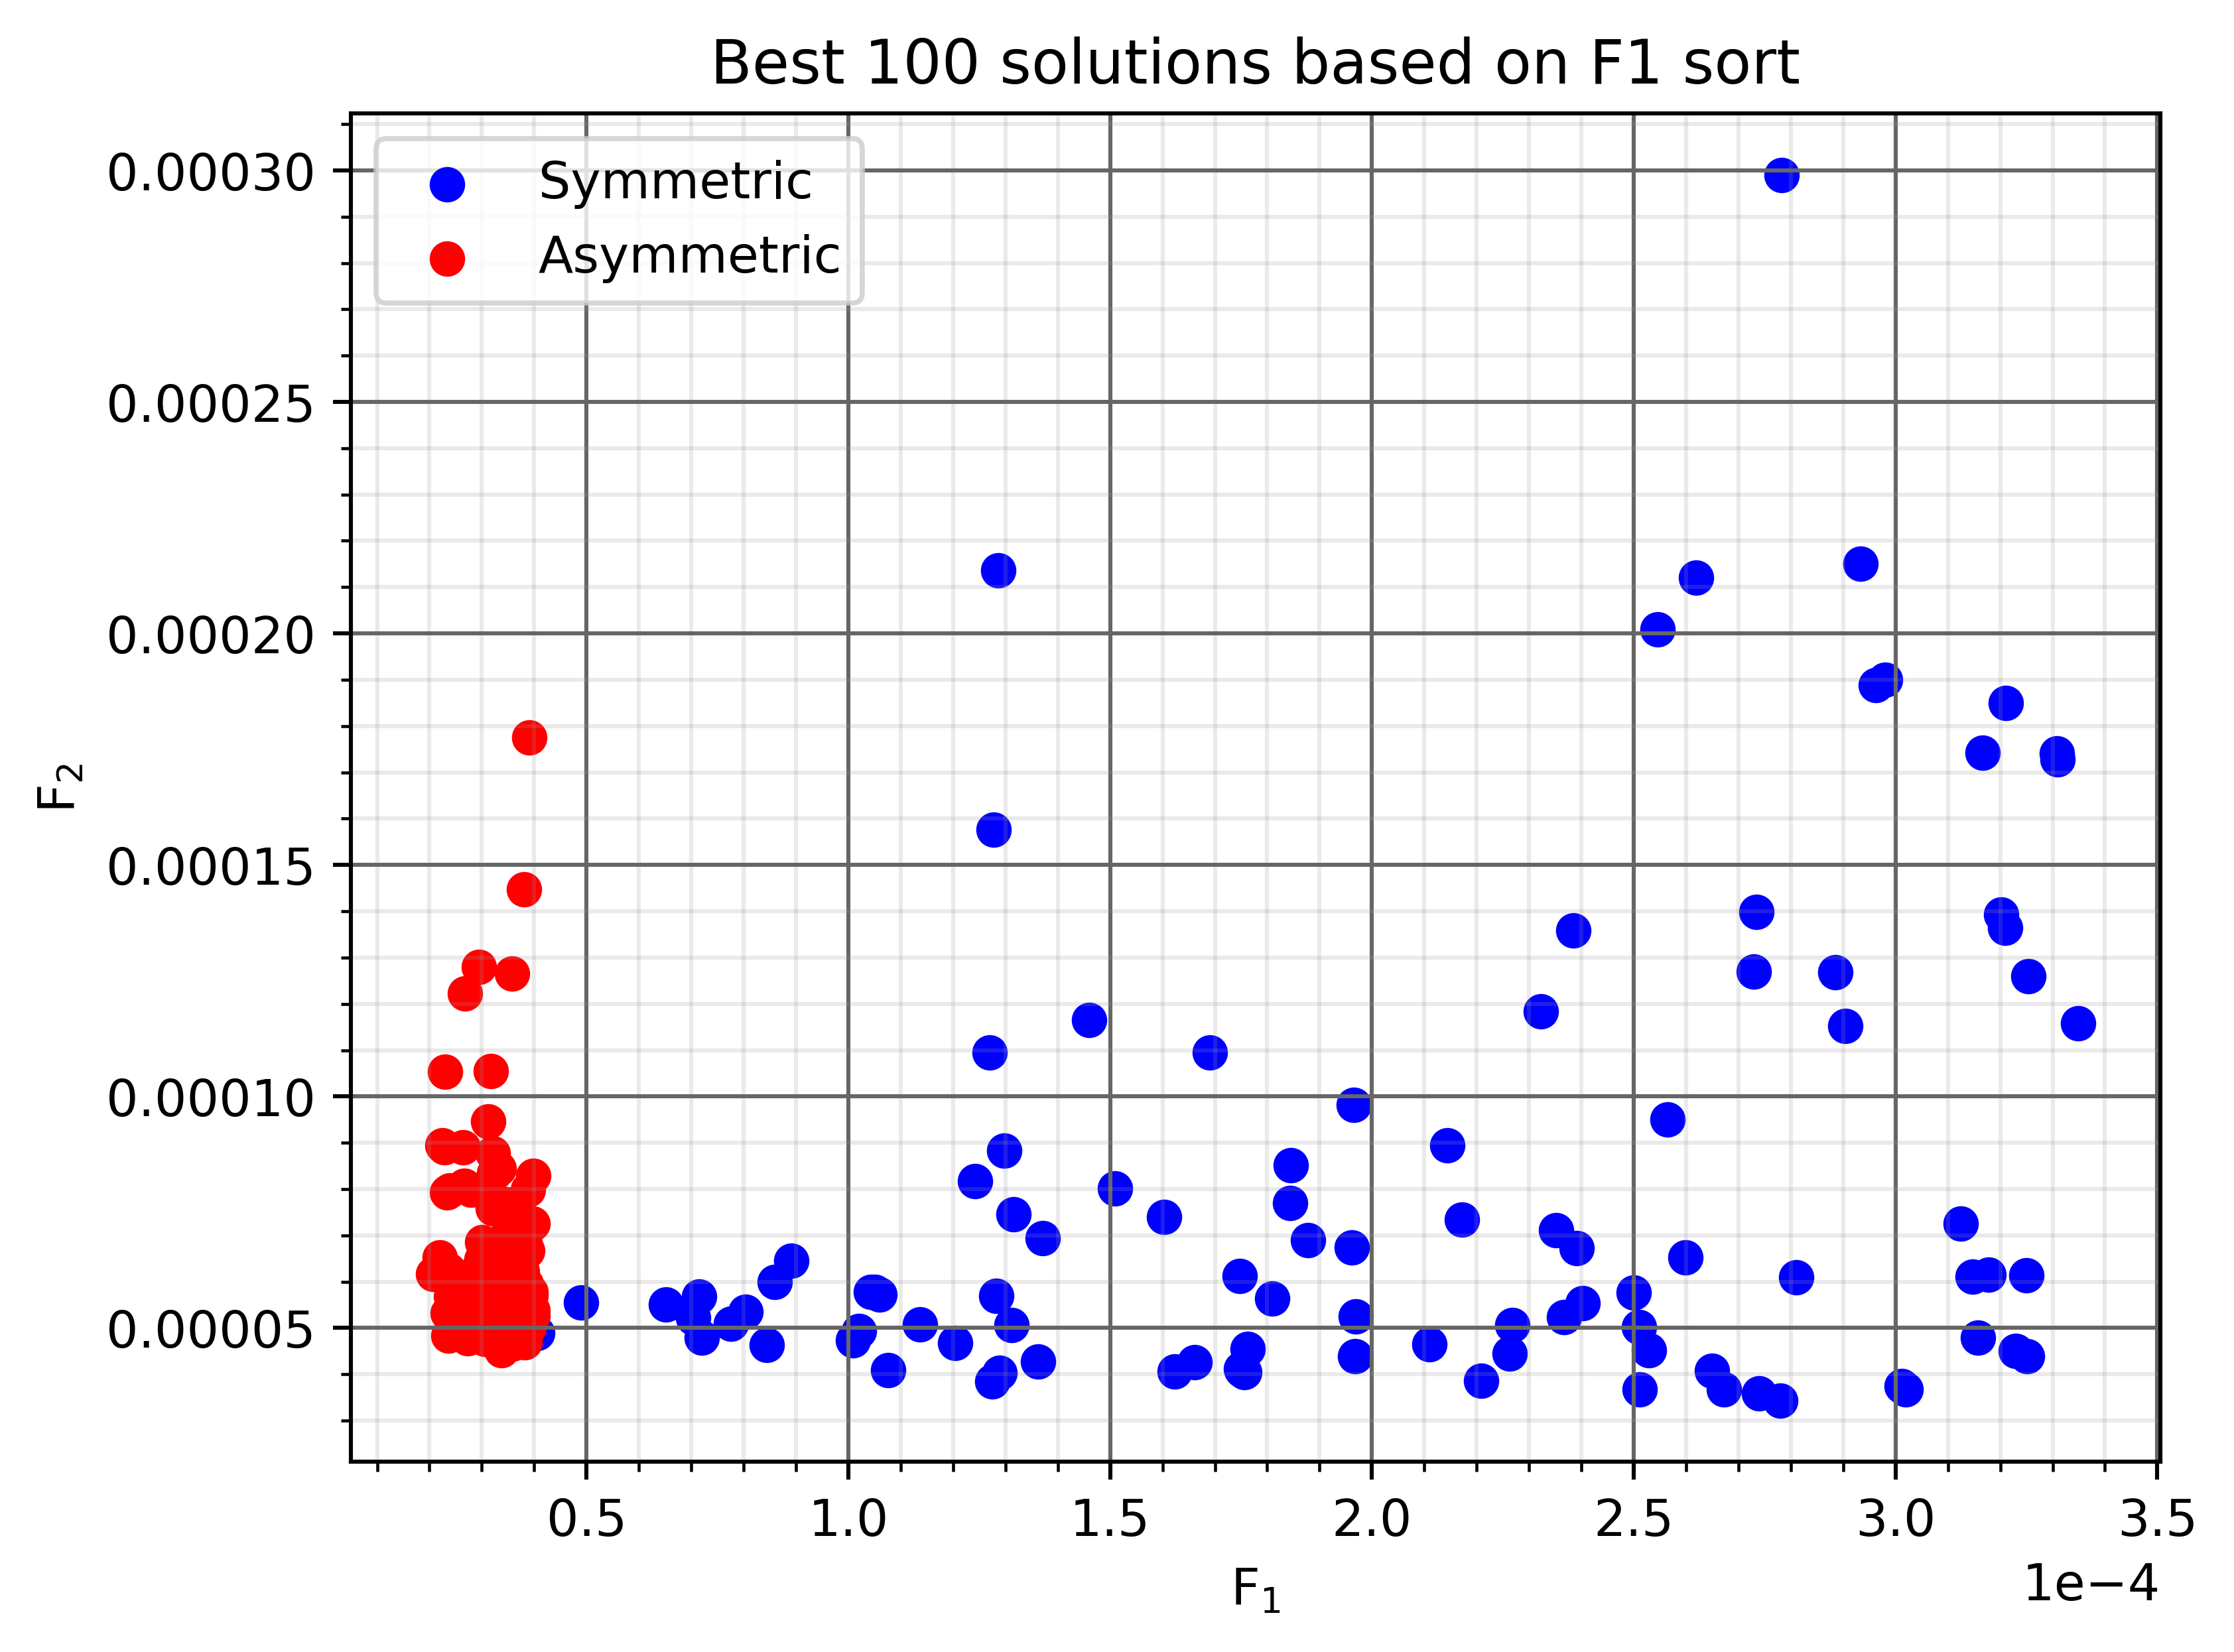 Best 100 solutions based on F1 sort
Symmetric
Asymmetric
0.00030
0.00025
0.00020
0.00015
0.00010
0.00005
F₂
0.5 1.0 1.5 2.0 2.5 3.0 3.5
1e−4
F₁